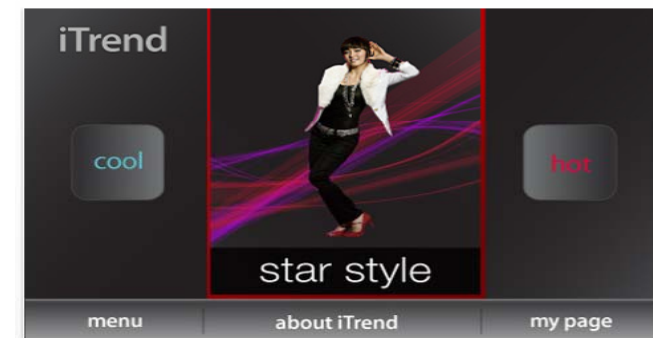 iTrend
cool
hot
star style
menu
about iTrend
my page